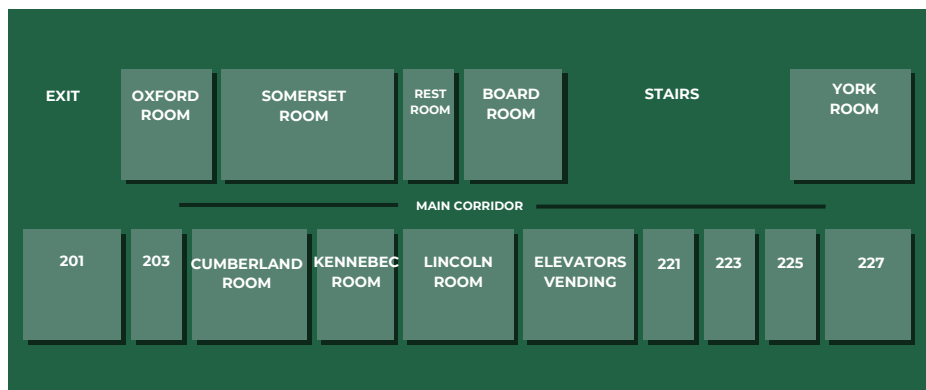 EXIT
OXFORD
ROOM
SOMERSET
ROOM
REST
ROOM
BOARD
ROOM
STAIRS
YORK
ROOM
MAIN CORRIDOR
201
203
CUMBERLAND
ROOM
KENNEBEC
ROOM
LINCOLN
ROOM
ELEVATORS
VENDING
221
223
225
227